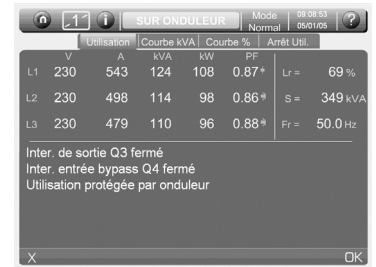 1 i SUR ONDULEUR Mode Normal 09:08:53 05/01/05 ?
Utilisation Courbe kVA Courbe % Arrêt Util.
V A kVA kW PF
L1 230 543 124 108 0.87 Lr = 69 %
L2 230 498 114 98 0.86 S = 349 kVA
L3 230 479 110 96 0.88 Fr = 50.0 Hz
Inter. de sortie Q3 fermé
Inter. entrée bypass Q4 fermé
Utilisation protégée par onduleur
X OK